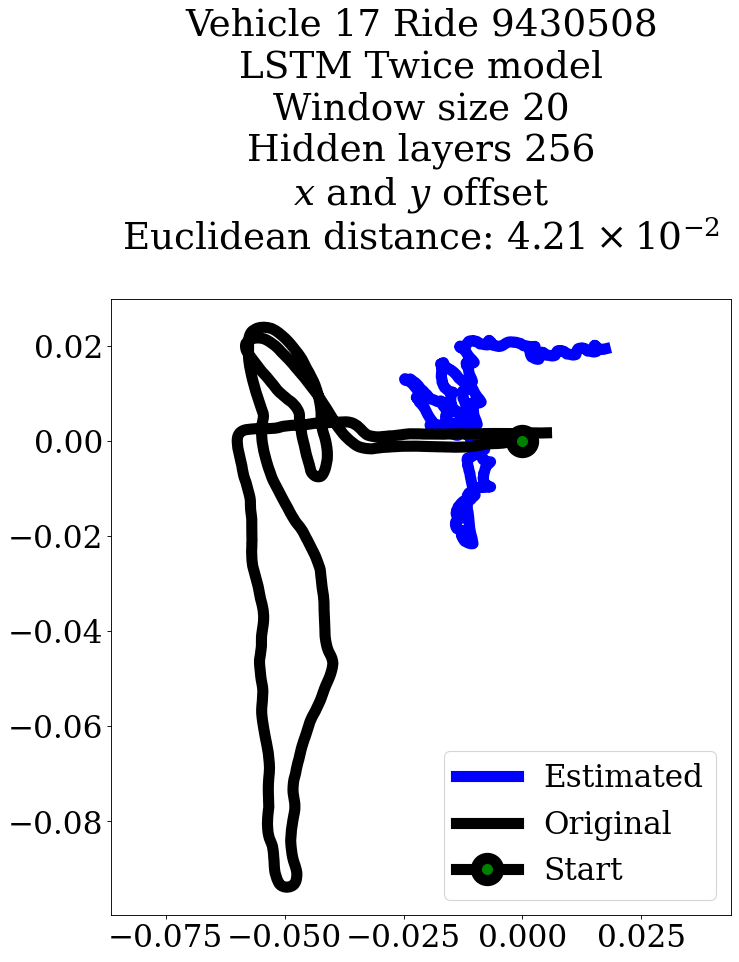 Vehicle 17 Ride 9430508
LSTM Twice model
Window size 20
Hidden layers 256
x and y offset
Euclidean distance: 4.21 × 10⁻²
0.02
0.00
−0.02
−0.04
−0.06
−0.08
Estimated
Original
Start
−0.075 −0.050 −0.025 0.000 0.025